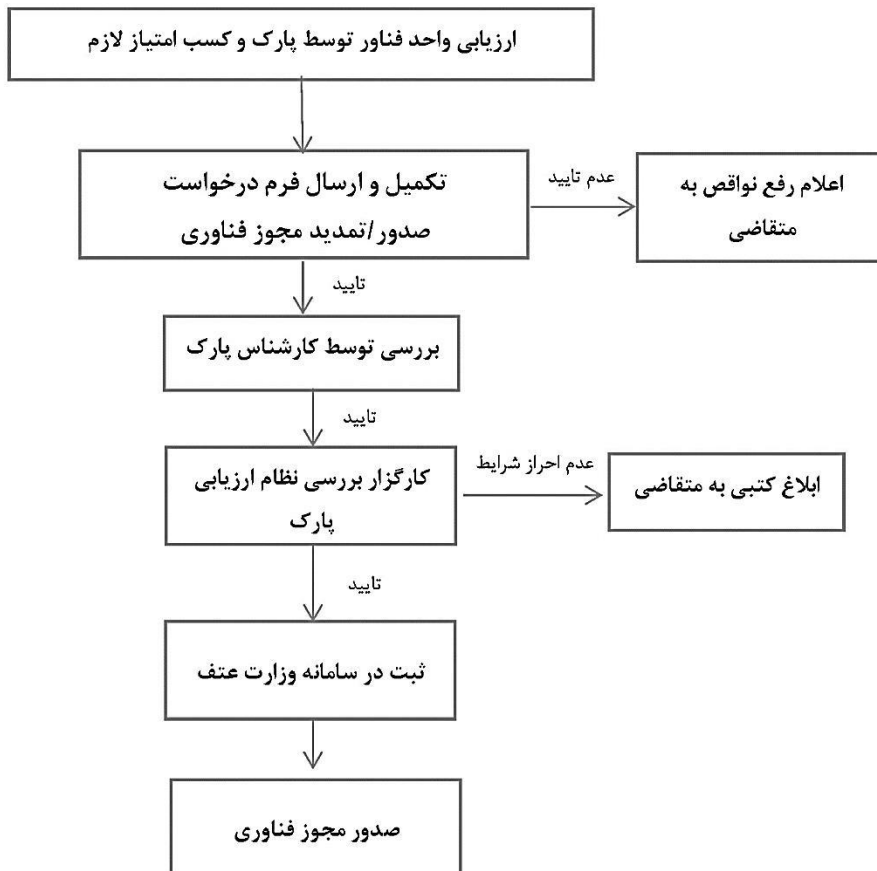 ارزیابی واحد فناور توسط پارک و کسب امتیاز لازم
تکمیل و ارسال فرم درخواست
صدور/تمدید مجوز فناوری
عدم تایید
اعلام رفع نواقص به
متقاضی
تایید
بررسی توسط کارشناس پارک
تایید
کارگزار بررسی نظام ارزیابی
پارک
عدم احراز شرایط
ابلاغ کتبی به متقاضی
تایید
ثبت در سامانه وزارت عتف
صدور مجوز فناوری